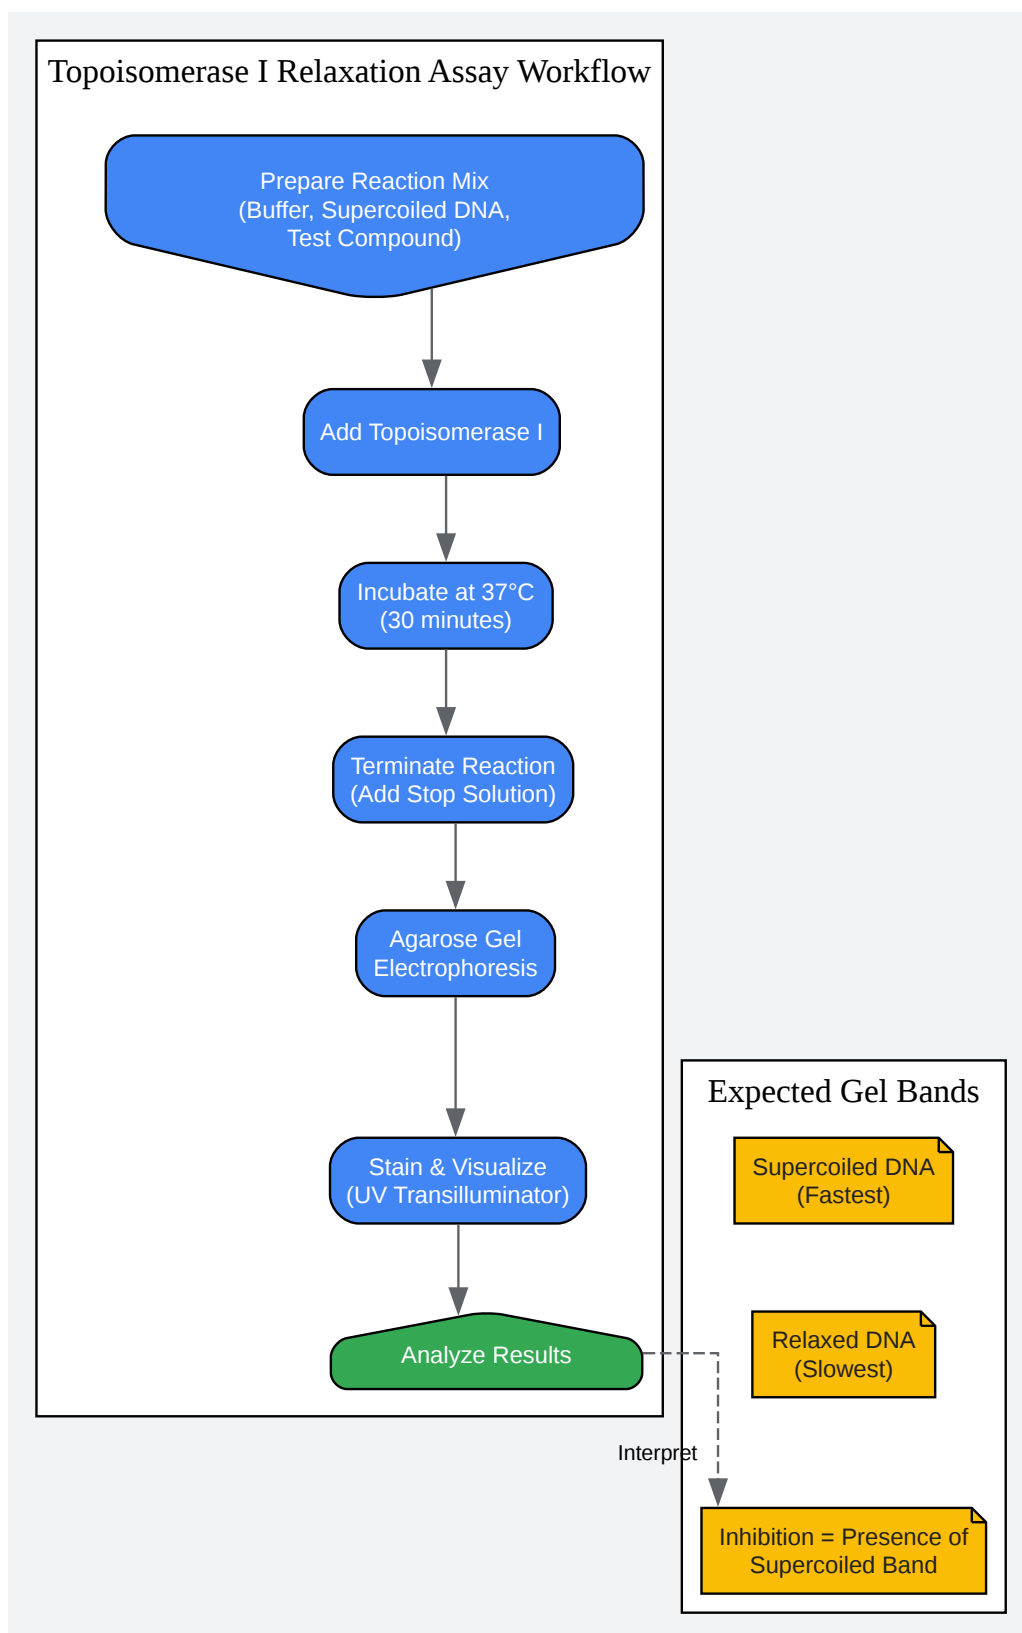 Topoisomerase I Relaxation Assay Workflow
Prepare Reaction Mix
(Buffer, Supercoiled DNA,
Test Compound)
Add Topoisomerase I
Incubate at 37°C
(30 minutes)
Terminate Reaction
(Add Stop Solution)
Agarose Gel
Electrophoresis
Stain & Visualize
(UV Transilluminator)
Analyze Results
Interpret
Expected Gel Bands
Supercoiled DNA
(Fastest)
Relaxed DNA
(Slowest)
Inhibition = Presence of
Supercoiled Band